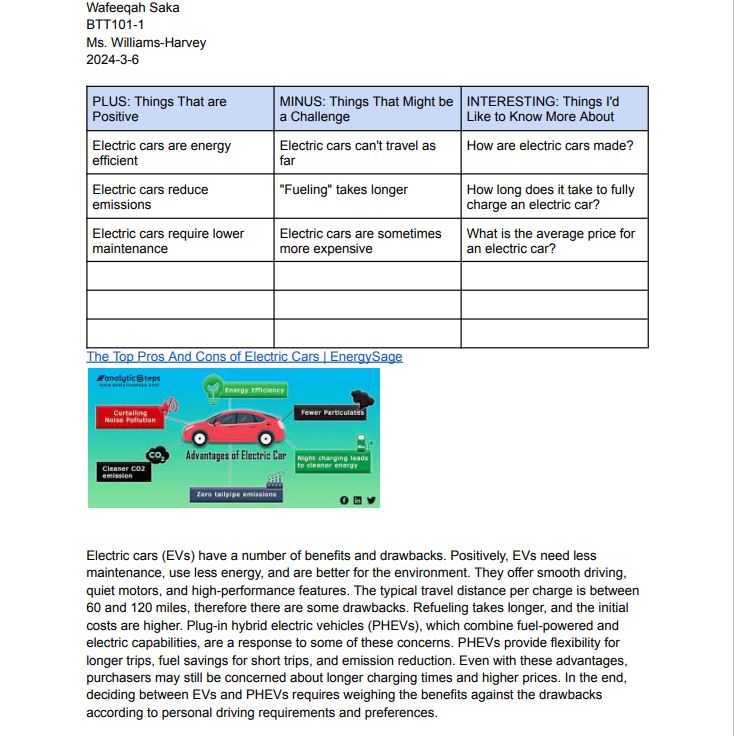 Wafeeqah Saka
BTT101-1
Ms. Williams-Harvey
2024-3-6
PLUS: Things That are Positive
MINUS: Things That Might be a Challenge
INTERESTING: Things I'd Like to Know More About
Electric cars are energy efficient
Electric cars can't travel as far
How are electric cars made?
Electric cars reduce emissions
"Fueling" takes longer
How long does it take to fully charge an electric car?
Electric cars require lower maintenance
Electric cars are sometimes more expensive
What is the average price for an electric car?
The Top Pros And Cons of Electric Cars | EnergySage
analytic steps
www.analyticssteps.com
Energy Efficiency
Curtailing
Noise Pollution
Fewer Particulates
CO2
Advantages of Electric Car
Night charging leads
to cleaner energy
Cleaner CO2
emission
Zero tailpipe emissions
Electric cars (EVs) have a number of benefits and drawbacks. Positively, EVs need less
maintenance, use less energy, and are better for the environment. They offer smooth driving,
quiet motors, and high-performance features. The typical travel distance per charge is between
60 and 120 miles, therefore there are some drawbacks. Refueling takes longer, and the initial
costs are higher. Plug-in hybrid electric vehicles (PHEVs), which combine fuel-powered and
electric capabilities, are a response to some of these concerns. PHEVs provide flexibility for
longer trips, fuel savings for short trips, and emission reduction. Even with these advantages,
purchasers may still be concerned about longer charging times and higher prices. In the end,
deciding between EVs and PHEVs requires weighing the benefits against the drawbacks
according to personal driving requirements and preferences.